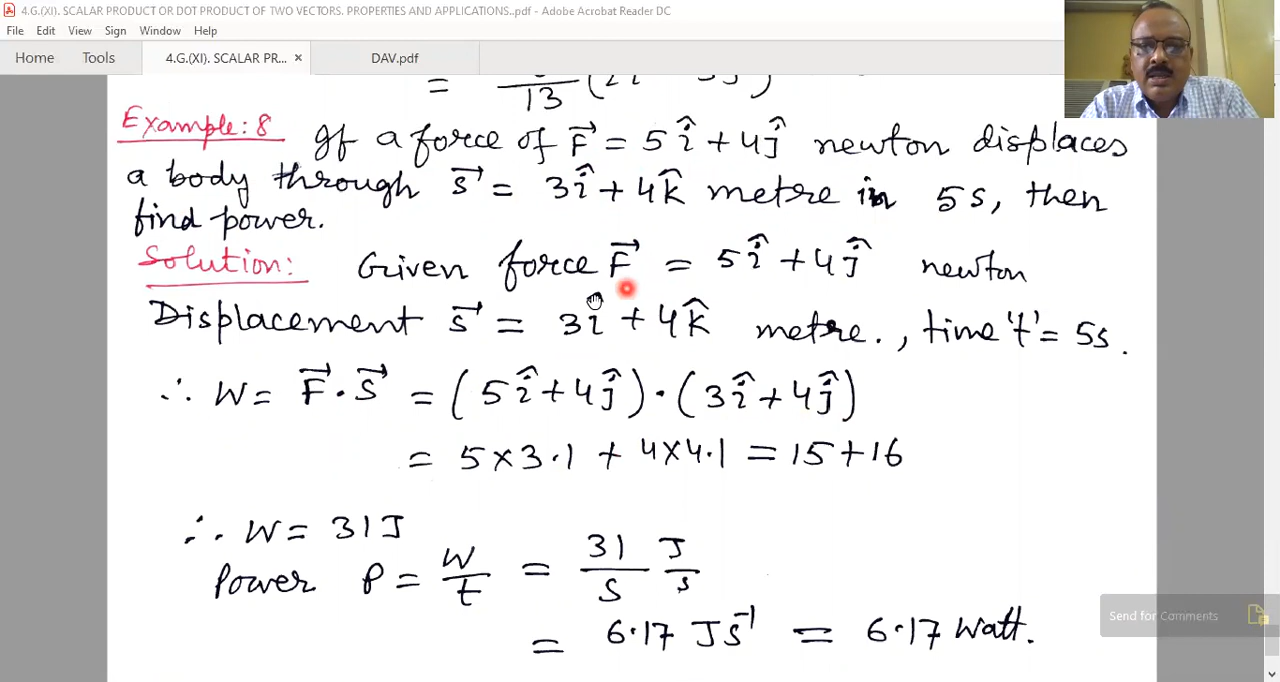 4.G.(XI). SCALAR PRODUCT OR DOT PRODUCT OF TWO VECTORS. PROPERTIES AND APPLICATIONS..pdf - Adobe Acrobat Reader DC
File Edit View Sign Window Help
Home Tools 4.G.(XI). SCALAR PR... × DAV.pdf
= /13 (2i
Example:8 If a force of F⃗ = 5î + 4ĵ newton displaces
a body through s⃗ = 3î + 4k̂ metre in 5s, then
find power.
Solution: Given force F⃗ = 5î + 4ĵ newton
Displacement s⃗ = 3î + 4k̂ metre., time 't' = 5s.
∴ W = F⃗ · S⃗ = (5î + 4ĵ) · (3î + 4ĵ)
= 5×3·1 + 4×4·1 = 15+16
∴ W = 31J
Power P = W/t = 31/5 J/s
= 6·17 JS⁻¹ = 6·17 Watt.
Send for Comments